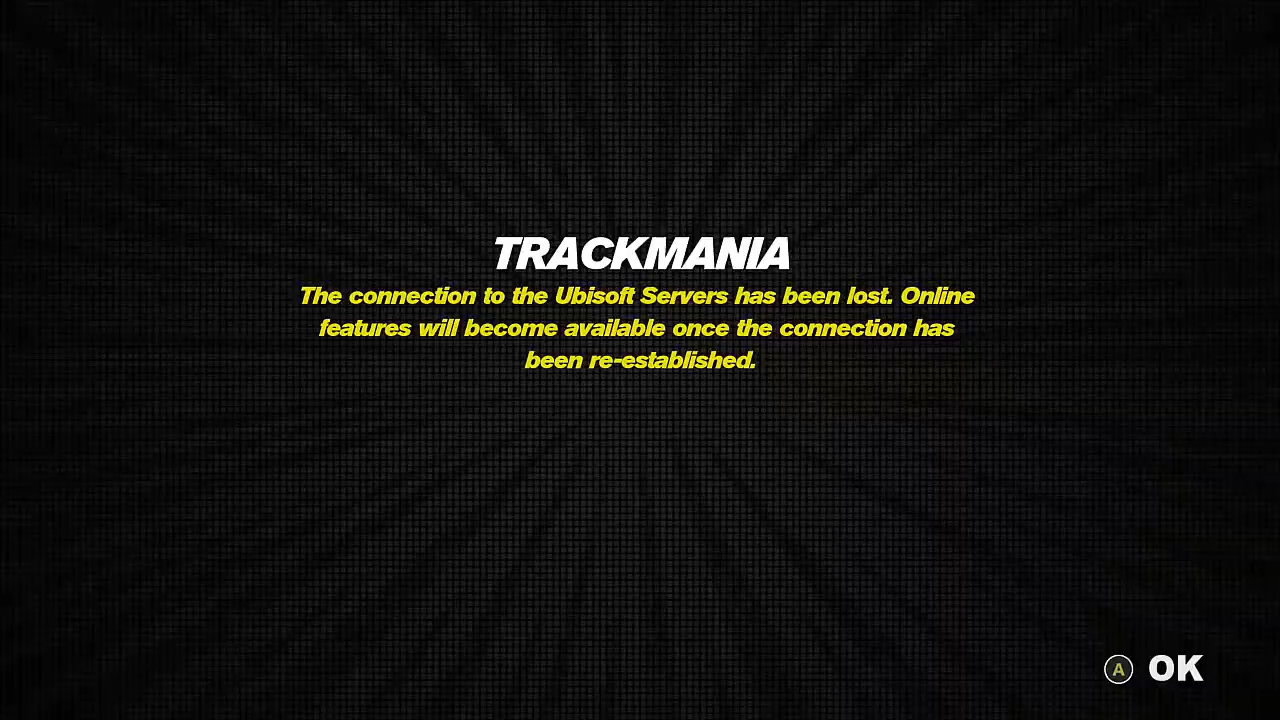 TRACKMANIA
The connection to the Ubisoft Servers has been lost. Online
features will become available once the connection has
been re-established.
A OK